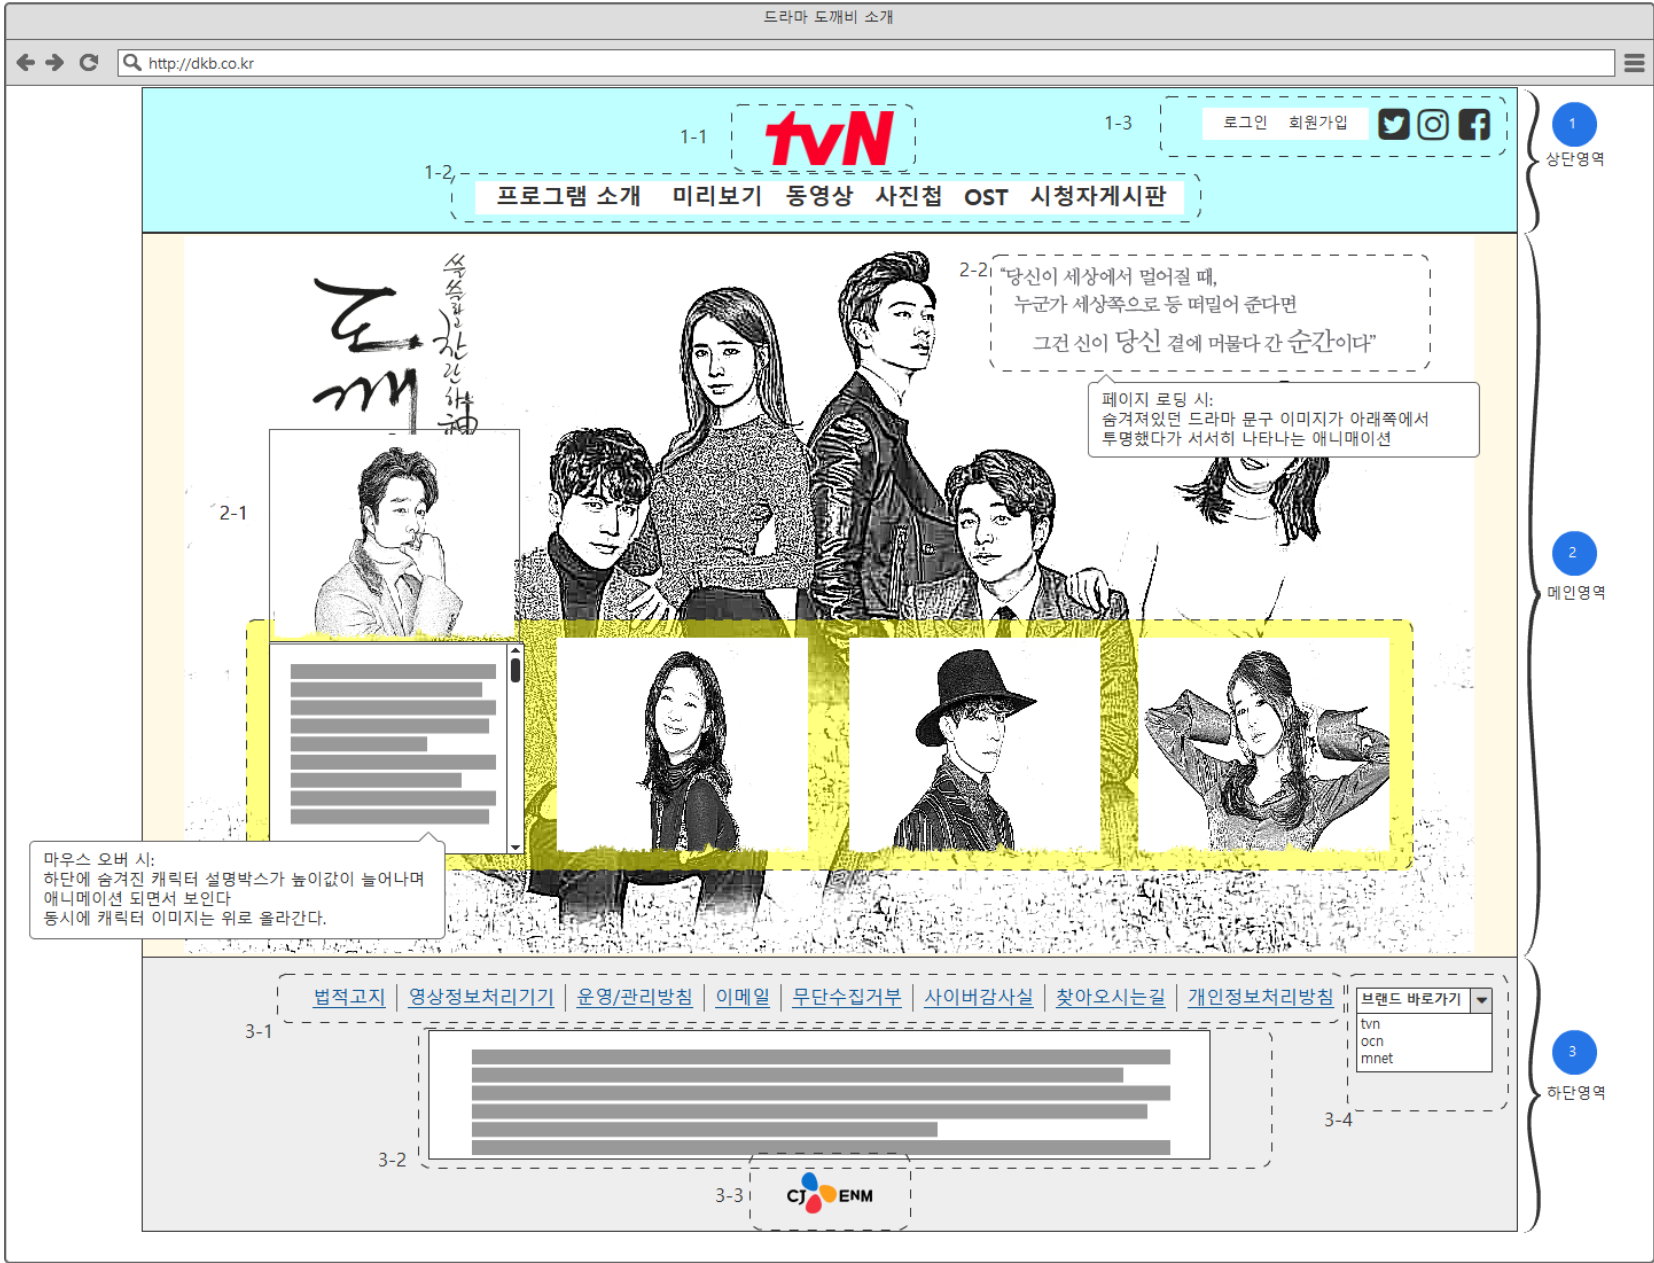 드라마 도깨비 소개
http://dkb.co.kr
1-1
tvN
1-3
로그인 회원가입
1
상단영역
1-2
프로그램 소개 미리보기 동영상 사진첩 OST 시청자게시판
도깨
쓸쓸하고 찬란하神
2-2
“당신이 세상에서 멀어질 때,
누군가 세상쪽으로 등 떠밀어 준다면
그건 신이 당신 곁에 머물다 간 순간이다”
페이지 로딩 시:
숨겨져있던 드라마 문구 이미지가 아래쪽에서
투명했다가 서서히 나타나는 애니매이션
2-1
2
메인영역
마우스 오버 시:
하단에 숨겨진 캐릭터 설명박스가 높이값이 늘어나며
애니메이션 되면서 보인다
동시에 캐릭터 이미지는 위로 올라간다.
법적고지 영상정보처리기기 운영/관리방침 이메일 무단수집거부 사이버감사실 찾아오시는길 개인정보처리방침
3-1
브랜드 바로가기
tvn
ocn
mnet
3
하단영역
3-4
3-2
3-3
CJ ENM